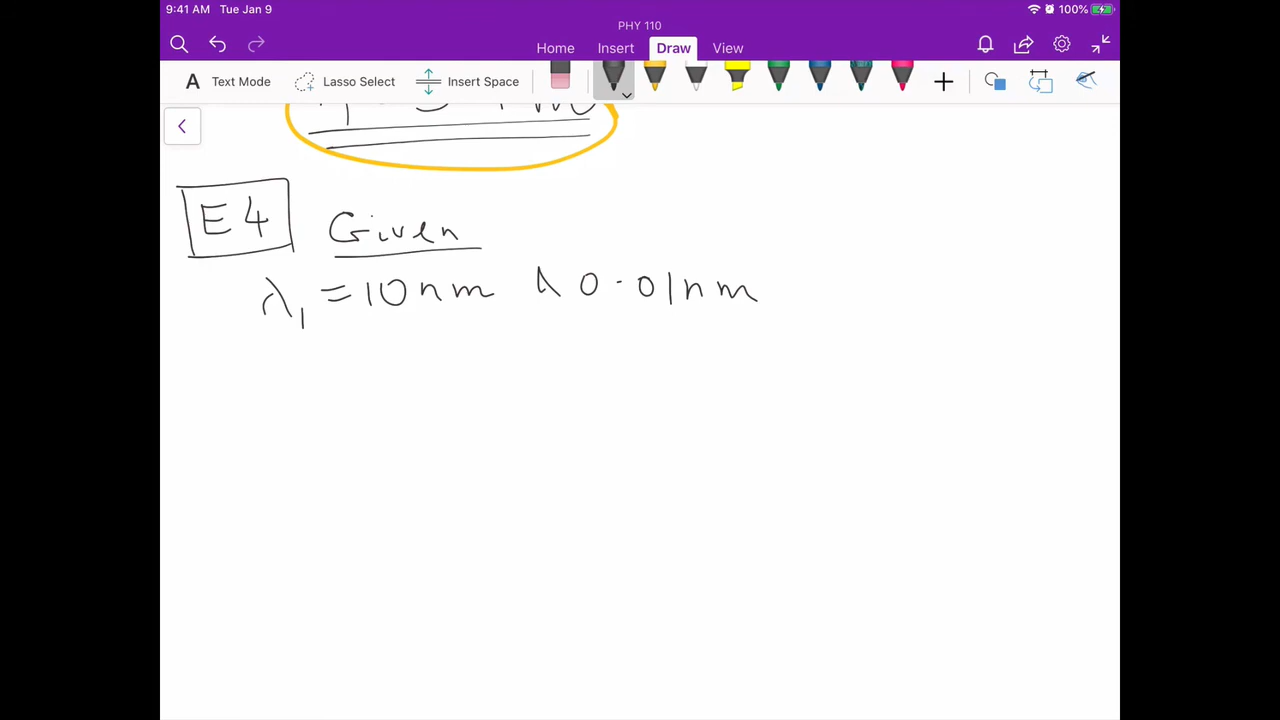 9:41 AM Tue Jan 9 100%
PHY 110
Home Insert Draw View
A Text Mode Lasso Select Insert Space
E4 Given
λ₁ = 10nm λ 0.01nm